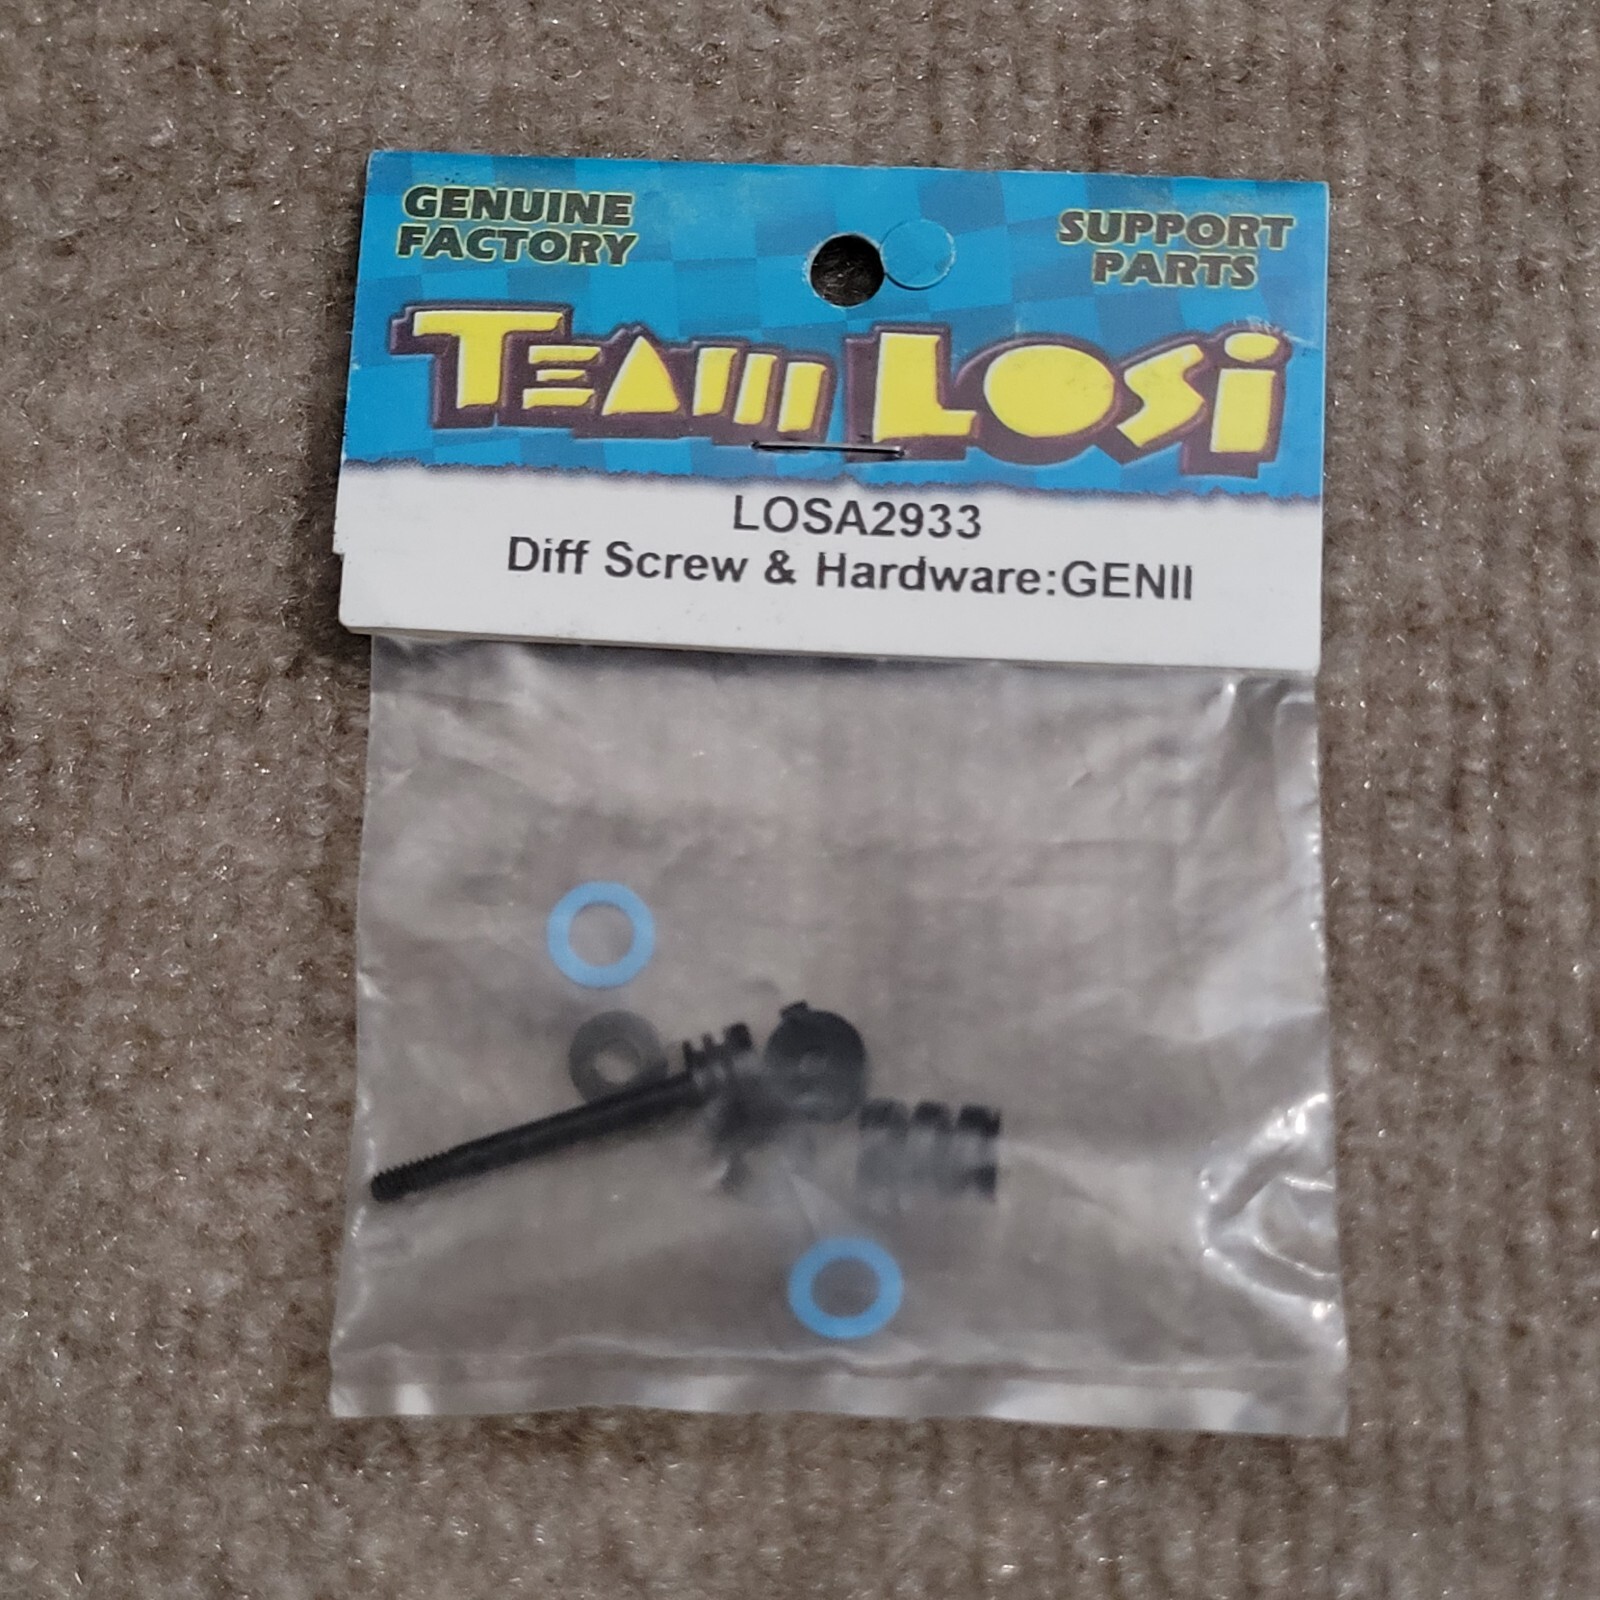 GENUINE
FACTORY
SUPPORT
PARTS
TEAM LOSi
LOSA2933
Diff Screw & Hardware:GENII